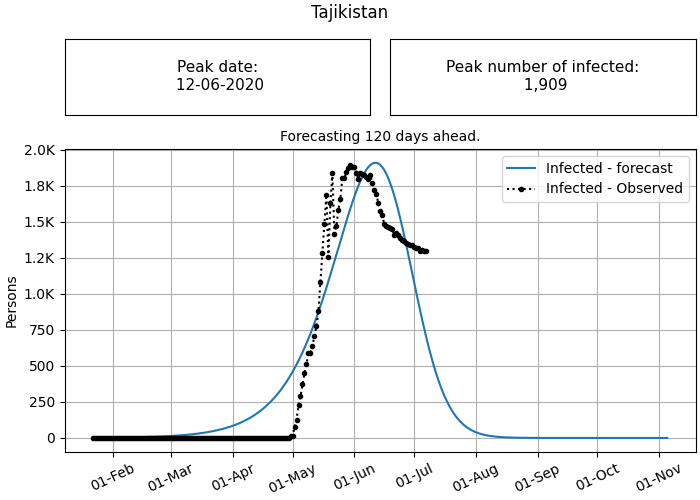 Tajikistan
Peak date:
12-06-2020
Peak number of infected:
1,909
Forecasting 120 days ahead.
Infected - forecast
Infected - Observed
2.0K
1.8K
1.5K
1.2K
1.0K
750
500
250
0
Persons
01-Feb
01-Mar
01-Apr
01-May
01-Jun
01-Jul
01-Aug
01-Sep
01-Oct
01-Nov